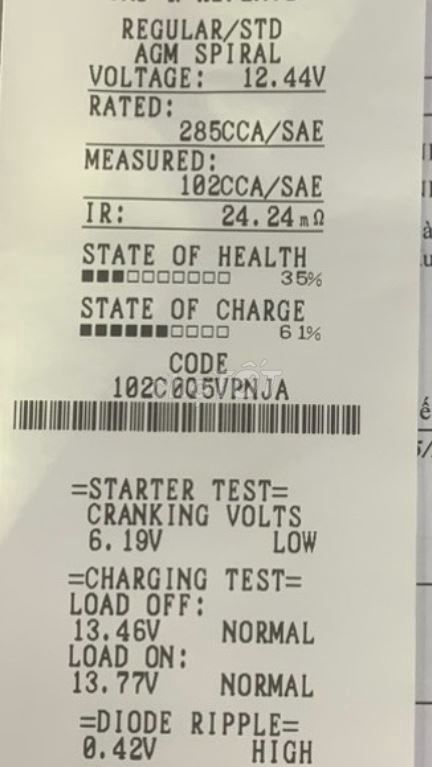 REGULAR/STD
AGM SPIRAL
VOLTAGE: 12.44V
RATED:
285CCA/SAE
MEASURED:
102CCA/SAE
IR: 24.24mΩ
STATE OF HEALTH
35%
STATE OF CHARGE
61%
CODE
102C0Q5VPNJA
=STARTER TEST=
CRANKING VOLTS
6.19V LOW
=CHARGING TEST=
LOAD OFF:
13.46V NORMAL
LOAD ON:
13.77V NORMAL
=DIODE RIPPLE=
0.42V HIGH